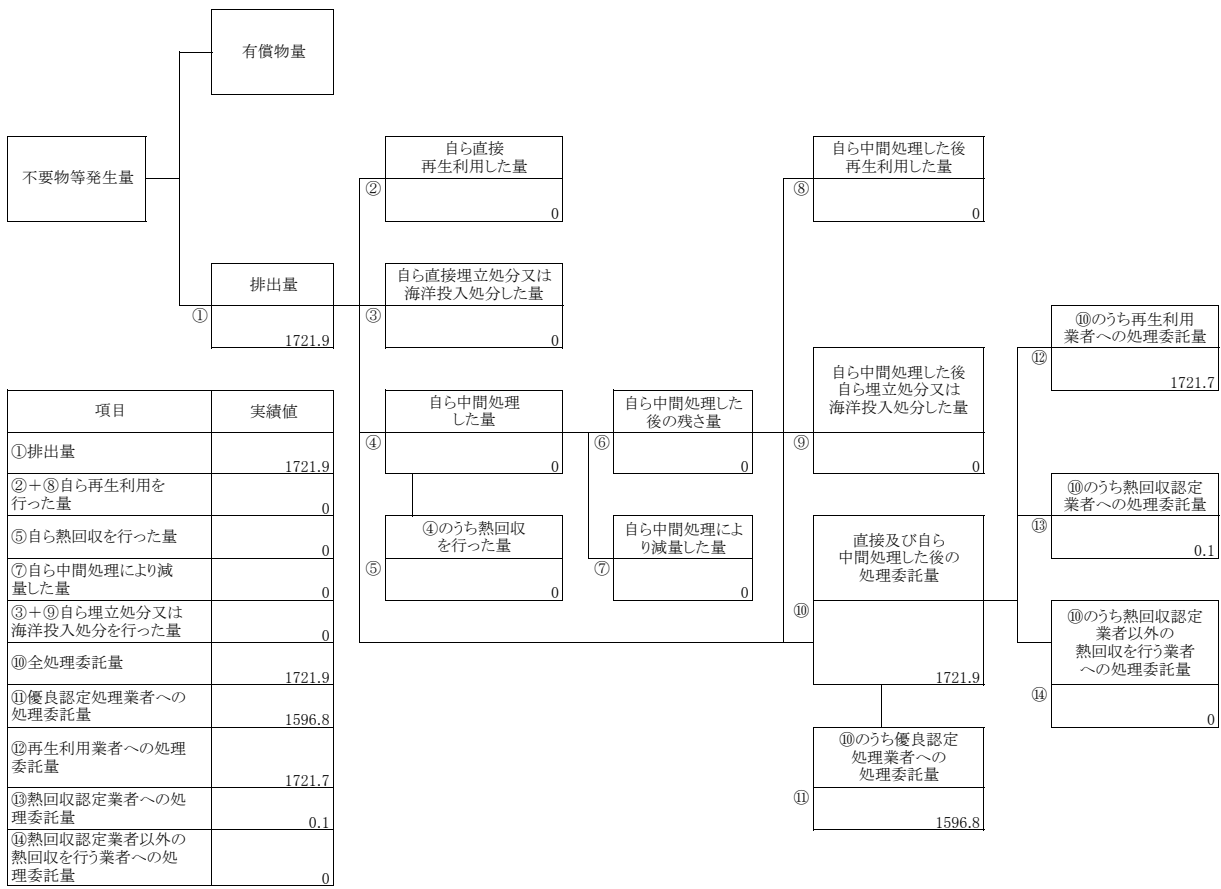 有償物量
不要物等発生量
排出量
①
1721.9
自ら直接
再生利用した量
②
0
自ら直接埋立処分又は
海洋投入処分した量
③
0
自ら中間処理
した量
④
0
④のうち熱回収
を行った量
⑤
0
自ら中間処理した
後の残さ量
⑥
0
自ら中間処理によ
り減量した量
⑦
0
自ら中間処理した後
再生利用した量
⑧
0
自ら中間処理した後
自ら埋立処分又は
海洋投入処分した量
⑨
0
直接及び自ら
中間処理した後の
処理委託量
⑩
1721.9
⑩のうち優良認定
処理業者への
処理委託量
⑪
1596.8
⑩のうち再生利用
業者への処理委託量
⑫
1721.7
⑩のうち熱回収認定
業者への処理委託量
⑬
0.1
⑩のうち熱回収認定
業者以外の
熱回収を行う業者
への処理委託量
⑭
0
項目 実績値
①排出量
1721.9
②+⑧自ら再生利用を
行った量
0
⑤自ら熱回収を行った量
0
⑦自ら中間処理により減
量した量
0
③+⑨自ら埋立処分又は
海洋投入処分を行った量
0
⑩全処理委託量
1721.9
⑪優良認定処理業者への
処理委託量
1596.8
⑫再生利用業者への処理
委託量
1721.7
⑬熱回収認定業者への処
理委託量
0.1
⑭熱回収認定業者以外の
熱回収を行う業者への処
理委託量
0